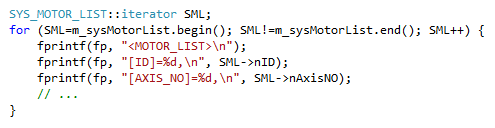 SYS_MOTOR_LIST::iterator SML;
for (SML=m_sysMotorList.begin(); SML!=m_sysMotorList.end(); SML++) {
    fprintf(fp, "<MOTOR_LIST>\n");
    fprintf(fp, "[ID]=%d,\n", SML->nID);
    fprintf(fp, "[AXIS_NO]=%d,\n", SML->nAxisNO);
    // ...
}